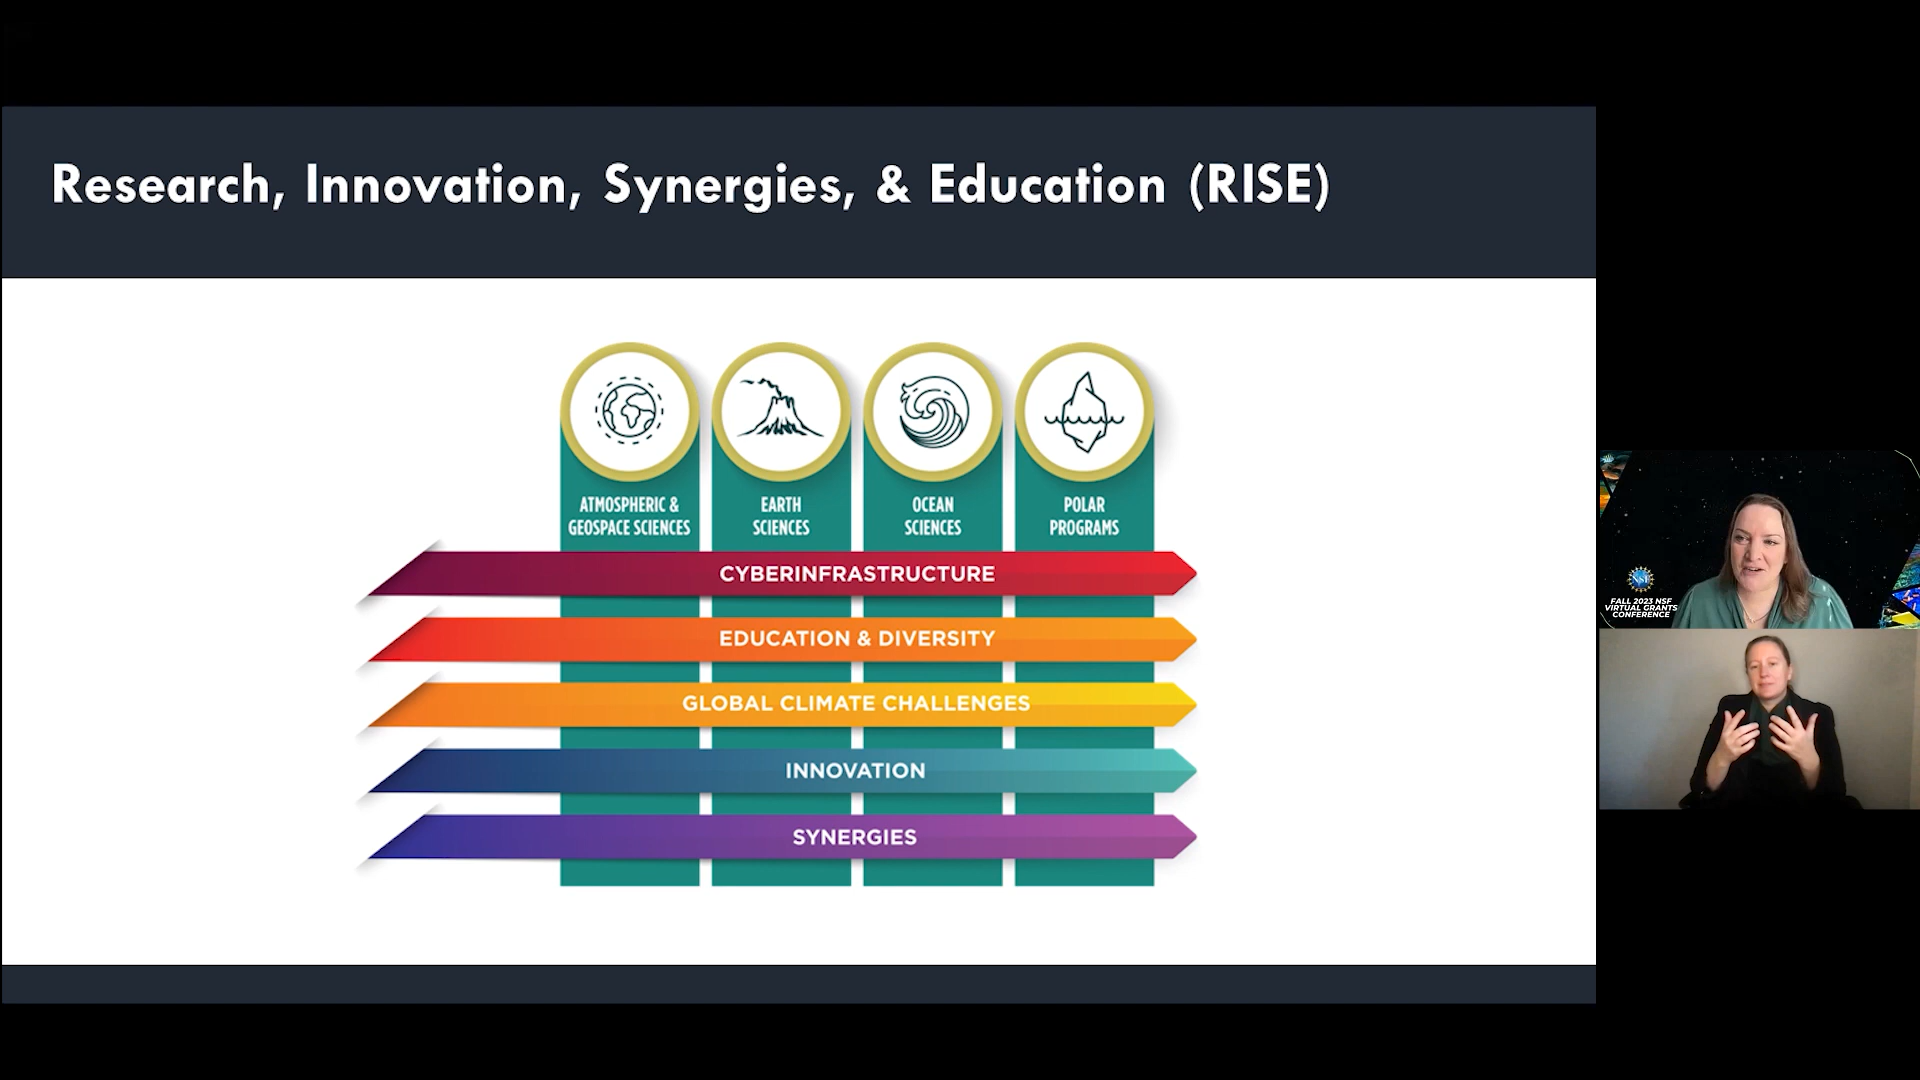 Research, Innovation, Synergies, & Education (RISE)
ATMOSPHERIC &
GEOSPACE SCIENCES
EARTH
SCIENCES
OCEAN
SCIENCES
POLAR
PROGRAMS
CYBERINFRASTRUCTURE
EDUCATION & DIVERSITY
GLOBAL CLIMATE CHALLENGES
INNOVATION
SYNERGIES
NSF
FALL 2023 NSF
VIRTUAL GRANTS
CONFERENCE